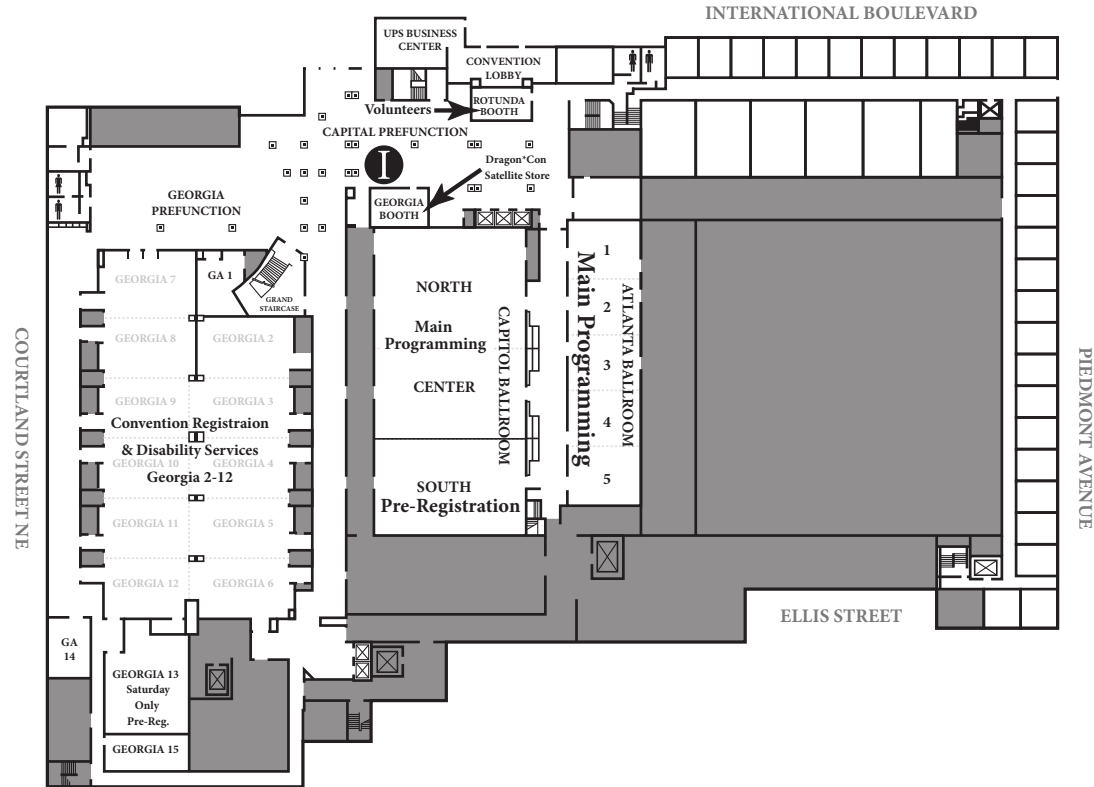 INTERNATIONAL BOULEVARD
UPS BUSINESS
CENTER
CONVENTION
LOBBY
Volunteers
ROTUNDA
BOOTH
CAPITAL PREFUNCTION
I
Dragon*Con
Satellite Store
GEORGIA
PREFUNCTION
GEORGIA
BOOTH
GEORGIA 7
GA 1
GRAND
STAIRCASE
GEORGIA 8
GEORGIA 2
GEORGIA 9
GEORGIA 3
Convention Registraion
& Disability Services
GEORGIA 10
GEORGIA 4
Georgia 2-12
GEORGIA 11
GEORGIA 5
GEORGIA 12
GEORGIA 6
NORTH
Main
Programming
CENTER
CAPITOL BALLROOM
SOUTH
Pre-Registration
Main Programming
ATLANTA BALLROOM
1
2
3
4
5
COURTLAND STREET NE
PIEDMONT AVENUE
ELLIS STREET
GA
14
GEORGIA 13
Saturday
Only
Pre-Reg.
GEORGIA 15